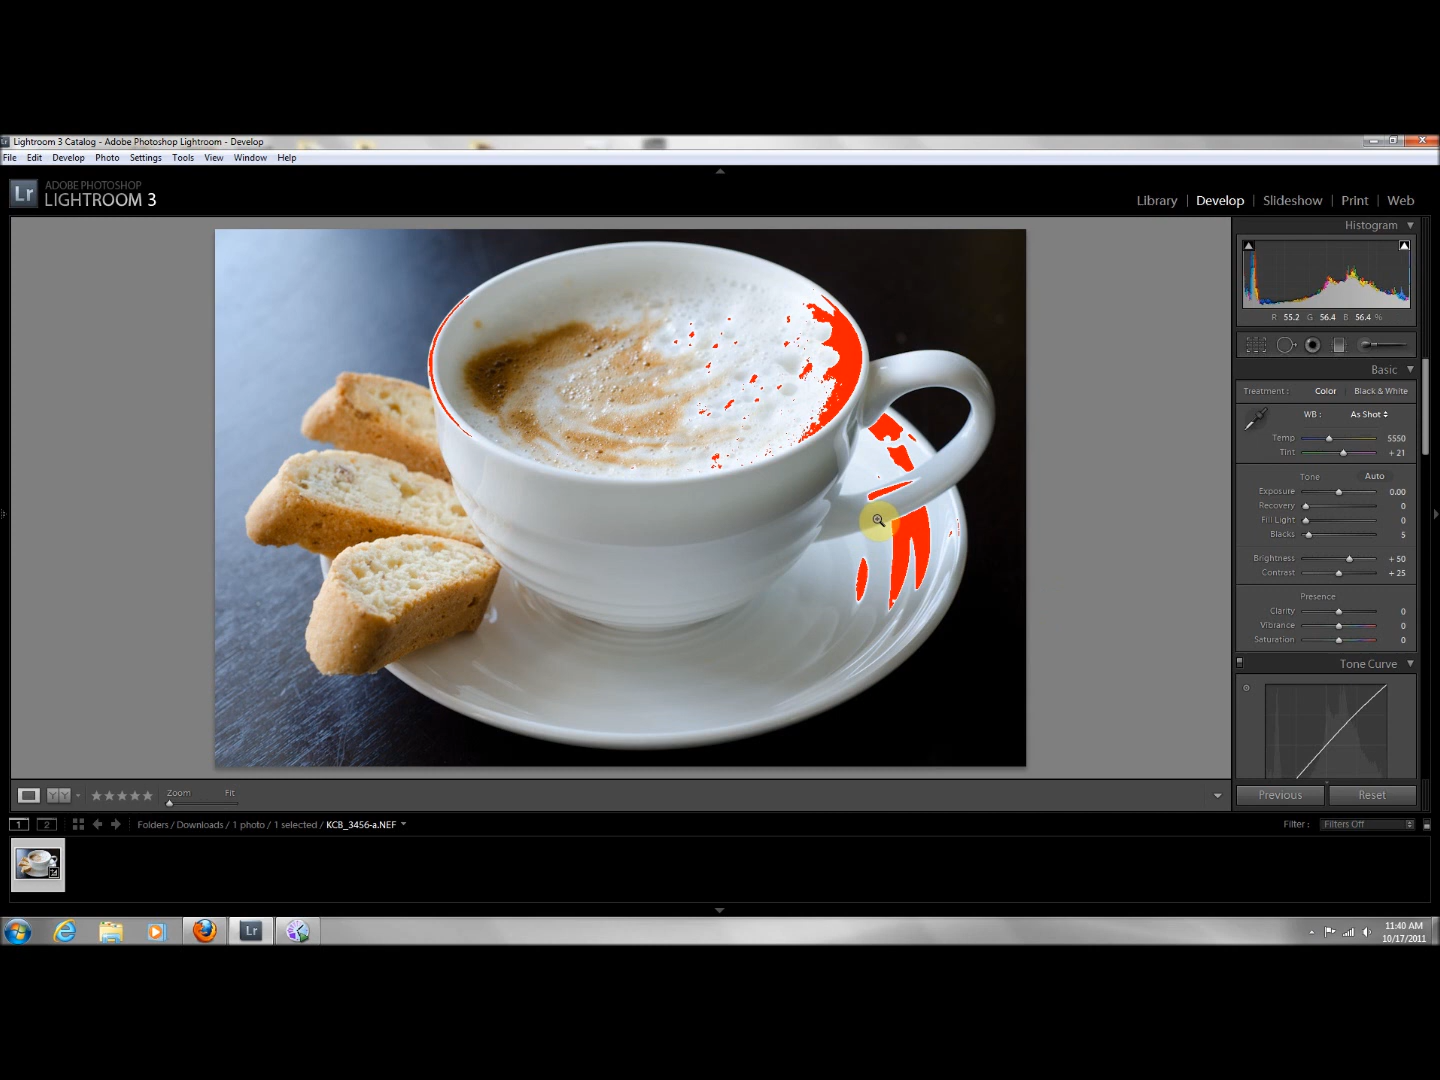 Lightroom 3 Catalog - Adobe Photoshop Lightroom - Develop
File Edit Develop Photo Settings Tools View Window Help
Lr ADOBE PHOTOSHOP
LIGHTROOM 3
Library | Develop | Slideshow | Print | Web
Histogram
R 55.2 G 56.4 B 56.4 %
Basic
Treatment : Color Black & White
WB : As Shot
Temp 5550
Tint + 21
Tone Auto
Exposure 0.00
Recovery 0
Fill Light 0
Blacks 5
Brightness + 50
Contrast + 25
Presence
Clarity 0
Vibrance 0
Saturation 0
Tone Curve
Previous Reset
Zoom Fit
1 2 Folders / Downloads / 1 photo / 1 selected / KCB_3456-a.NEF
Filter : Filters Off
Lr
11:40 AM
10/17/2011